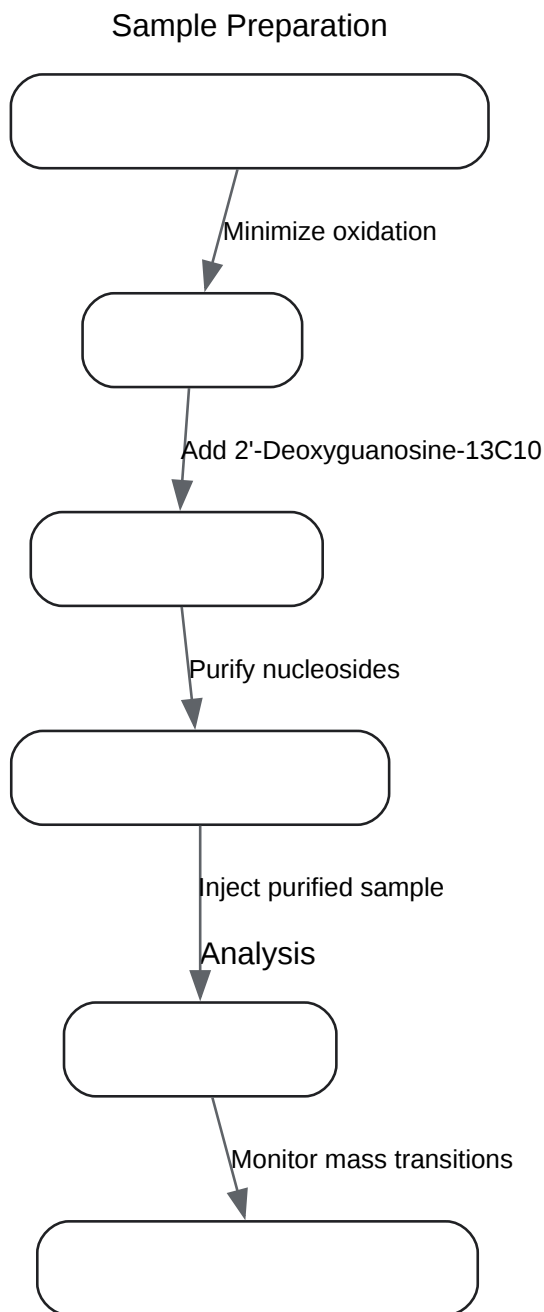 Sample Preparation
Minimize oxidation
Add 2'-Deoxyguanosine-13C10
Purify nucleosides
Inject purified sample
Analysis
Monitor mass transitions